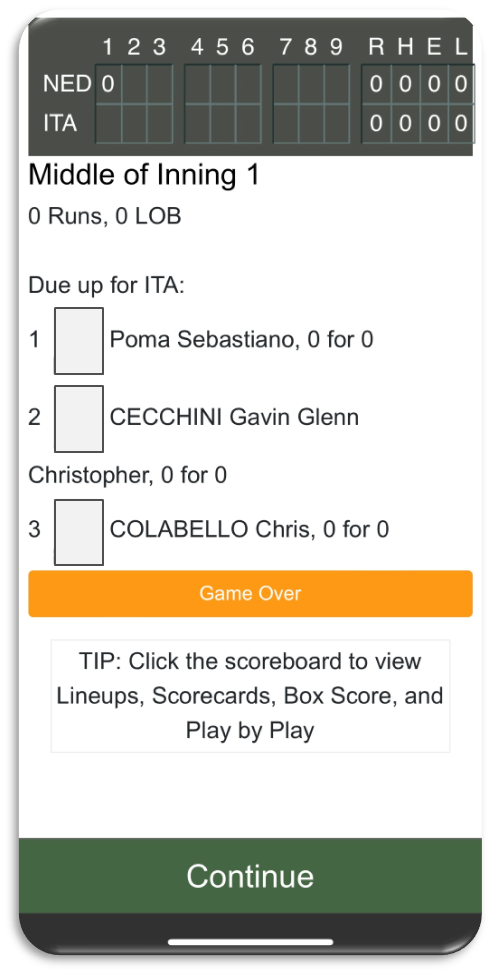 1 2 3 4 5 6 7 8 9 R H E L
NED 0 0 0 0 0
ITA 0 0 0 0
Middle of Inning 1
0 Runs, 0 LOB
Due up for ITA:
1 Poma Sebastiano, 0 for 0
2 CECCHINI Gavin Glenn
Christopher, 0 for 0
3 COLABELLO Chris, 0 for 0
Game Over
TIP: Click the scoreboard to view
Lineups, Scorecards, Box Score, and
Play by Play
Continue